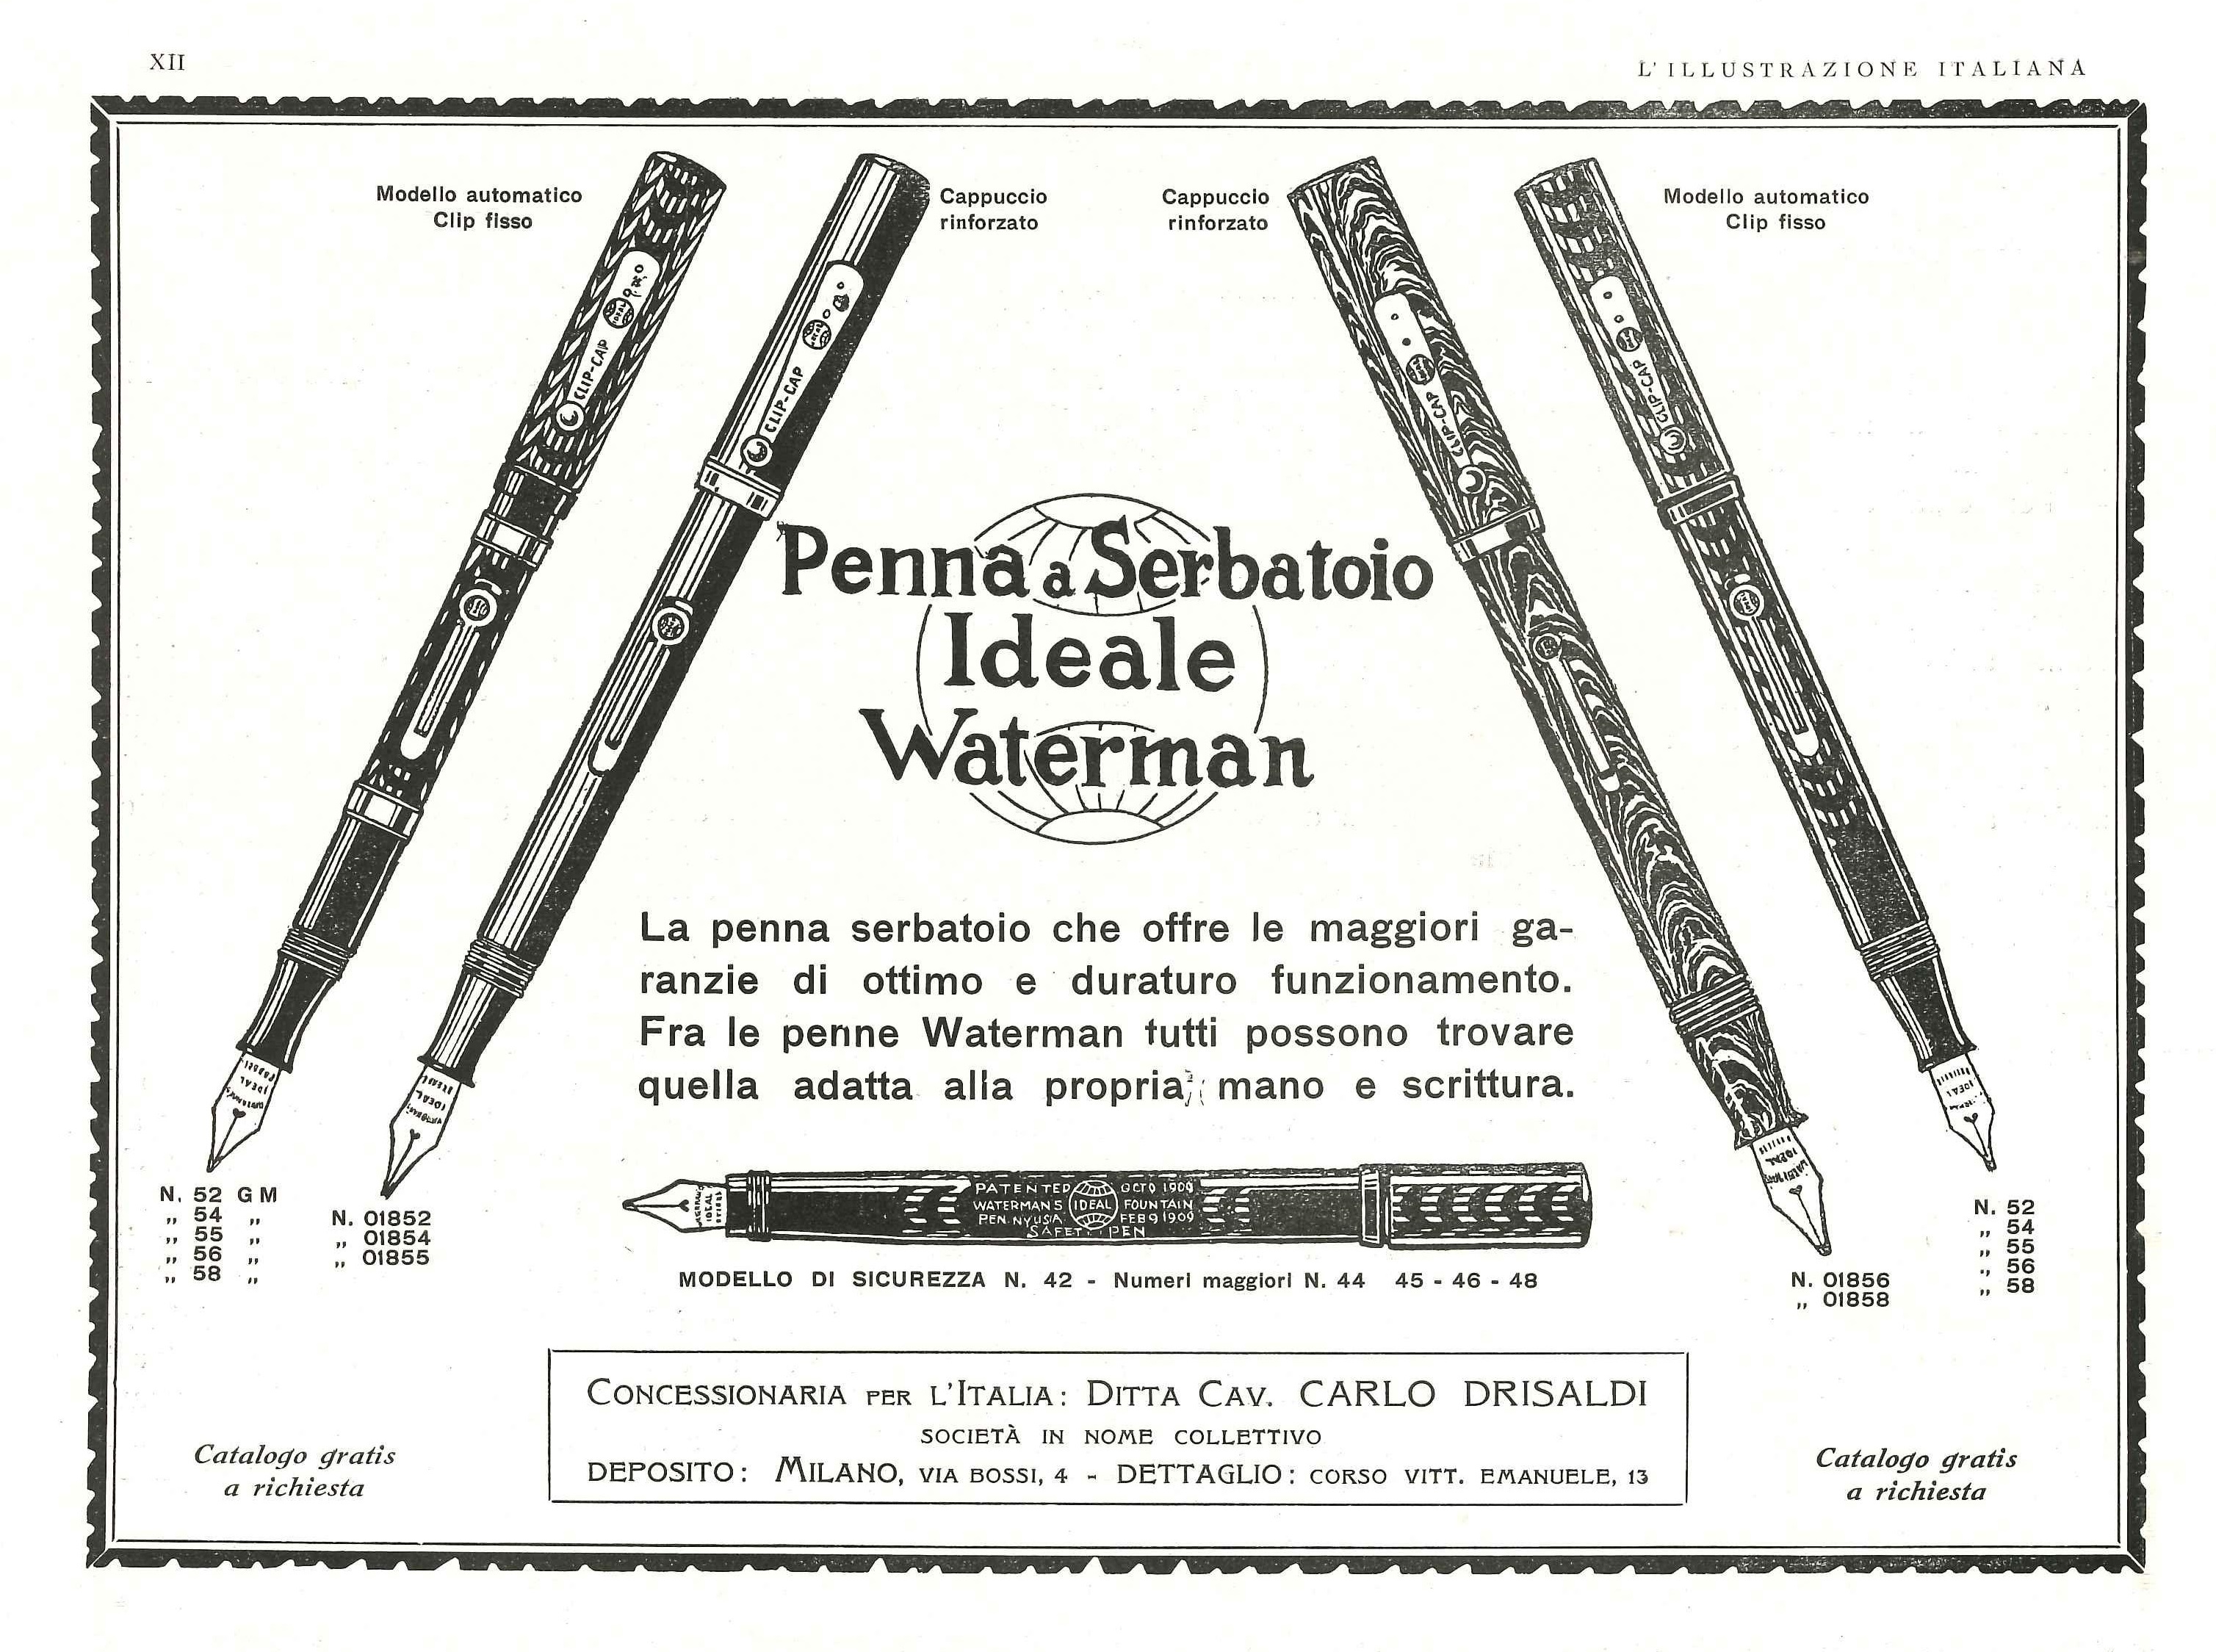 XII
L'ILLUSTRAZIONE ITALIANA
Modello automatico
Clip fisso
Cappuccio
rinforzato
Cappuccio
rinforzato
Modello automatico
Clip fisso
CLIP-CAP
CLIP-CAP
CLIP-CAP
CLIP-CAP
Penna a Serbatoio
Ideale
Waterman
La penna serbatoio che offre le maggiori ga-
ranzie di ottimo e duraturo funzionamento.
Fra le penne Waterman tutti possono trovare
quella adatta alla propria mano e scrittura.
N. 52 G M
„ 54 „
„ 55 „
„ 56 „
„ 58 „
N. 01852
„ 01854
„ 01855
PATENTED OCTO 1909
WATERMANS IDEAL FOUNTAIN
PEN. NY USA. FEB 9 1909
SAFETY PEN
MODELLO DI SICUREZZA N. 42 - Numeri maggiori N. 44 45 - 46 - 48
N. 01856
„ 01858
N. 52
„ 54
„ 55
„ 56
„ 58
CONCESSIONARIA PER L'ITALIA: DITTA CAV. CARLO DRISALDI
SOCIETÀ IN NOME COLLETTIVO
DEPOSITO: MILANO, VIA BOSSI, 4 - DETTAGLIO: CORSO VITT. EMANUELE, 13
Catalogo gratis
a richiesta
Catalogo gratis
a richiesta